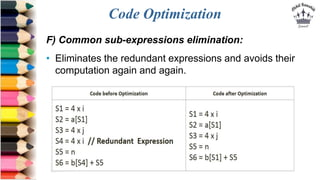 Code Optimization
F) Common sub-expressions elimination:
• Eliminates the redundant expressions and avoids their
computation again and again.
Code before Optimization
S1 = 4 x i
S2 = a[S1]
S3 = 4 x j
S4 = 4 x i // Redundant Expression
S5 = n
S6 = b[S4] + S5
Code after Optimization
S1 = 4 x i
S2 = a[S1]
S3 = 4 x j
S5 = n
S6 = b[S1] + S5